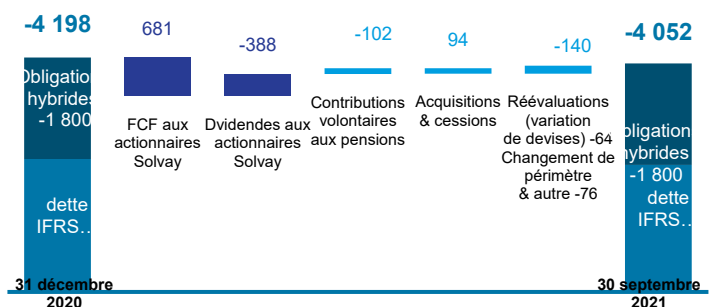 -4 198
Obligation
hybrides
-1 800
dette
IFRS…
31 décembre
2020
681
FCF aux
actionnaires
Solvay
-388
Dvidendes aux
actionnaires
Solvay
-102
Contributions
volontaires
aux pensions
94
Acquisitions
& cessions
-140
Réévaluations
(variation
de devises) -64
Changement de
périmètre
& autre -76
-4 052
bligation
hybrides
-1 800
dette
IFRS…
30 septembre
2021